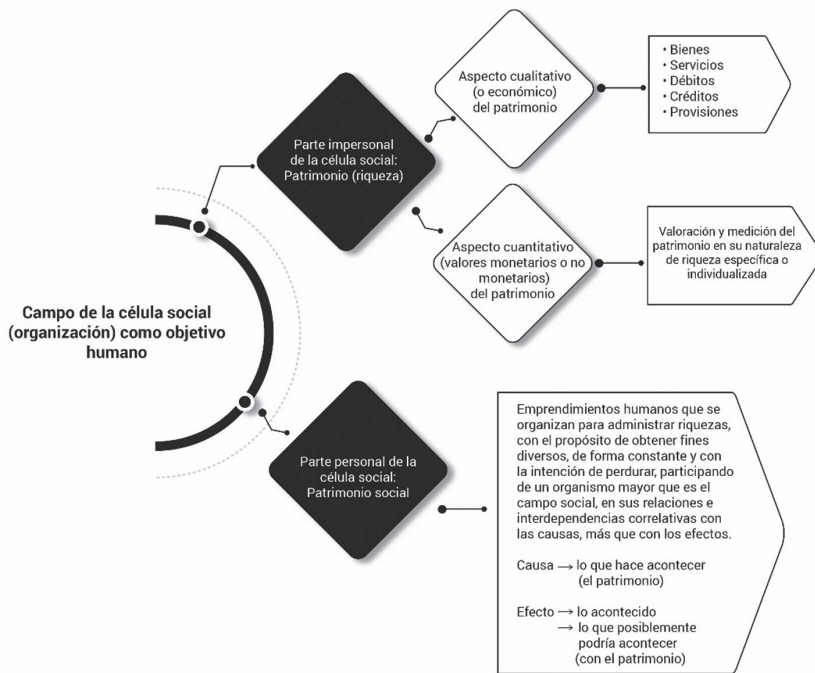 Campo de la célula social
(organización) como objetivo
humano
Parte impersonal
de la célula social:
Patrimonio (riqueza)
Aspecto cualitativo
(o económico)
del patrimonio
• Bienes
• Servicios
• Débitos
• Créditos
• Provisiones
Aspecto cuantitativo
(valores monetarios o no
monetarios)
del patrimonio
Valoración y medición del
patrimonio en su naturaleza
de riqueza específica o
individualizada
Parte personal de la
célula social:
Patrimonio social
Emprendimientos humanos que se
organizan para administrar riquezas,
con el propósito de obtener fines
diversos, de forma constante y con
la intención de perdurar, participando
de un organismo mayor que es el
campo social, en sus relaciones e
interdependencias correlativas con
las causas, más que con los efectos.
Causa → lo que hace acontecer
(el patrimonio)
Efecto → lo acontecido
→ lo que posiblemente
podría acontecer
(con el patrimonio)